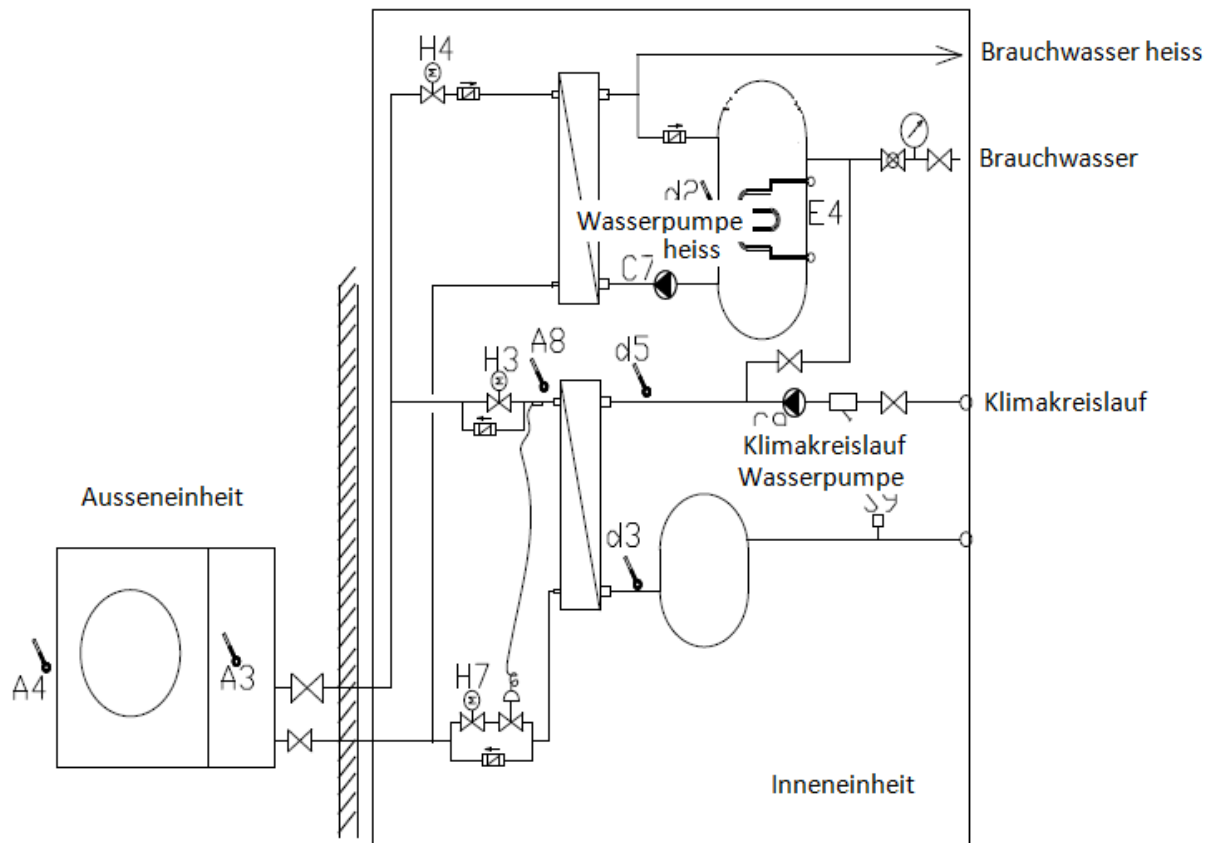 H4
Brauchwasser heiss
Brauchwasser
Wasserpumpe
heiss
E4
C7
A8
d5
H3
Klimakreislauf
Klimakreislauf
Wasserpumpe
Ausseneinheit
d3
A4
A3
H7
Inneneinheit
M
M
M